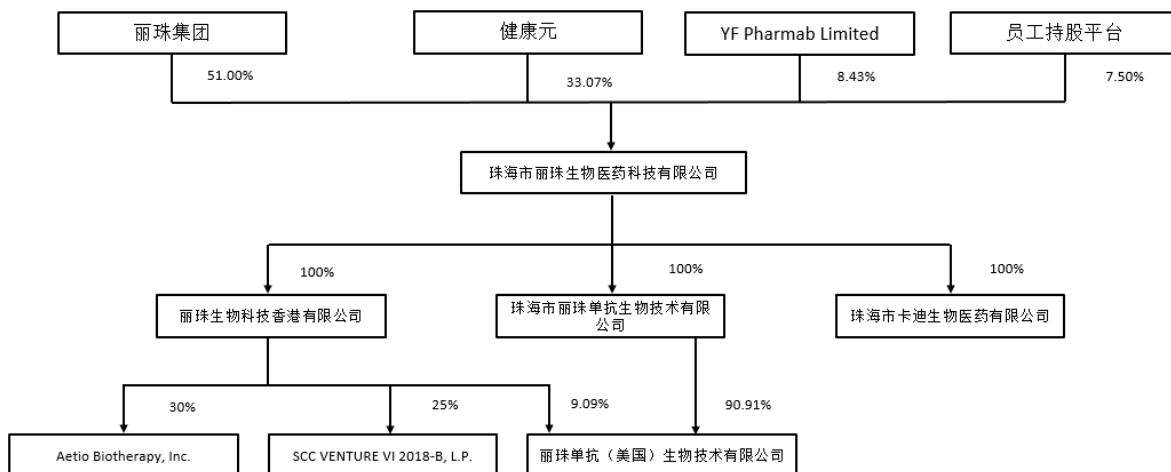 丽珠集团
健康元
YF Pharmab Limited
员工持股平台
51.00%
33.07%
8.43%
7.50%
珠海市丽珠生物医药科技有限公司
100%
100%
100%
丽珠生物科技香港有限公司
珠海市丽珠单抗生物技术有限
公司
珠海市卡迪生物医药有限公司
30%
25%
9.09%
90.91%
Aetio Biotherapy, Inc.
SCC VENTURE VI 2018-B, L.P.
丽珠单抗（美国）生物技术有限公司